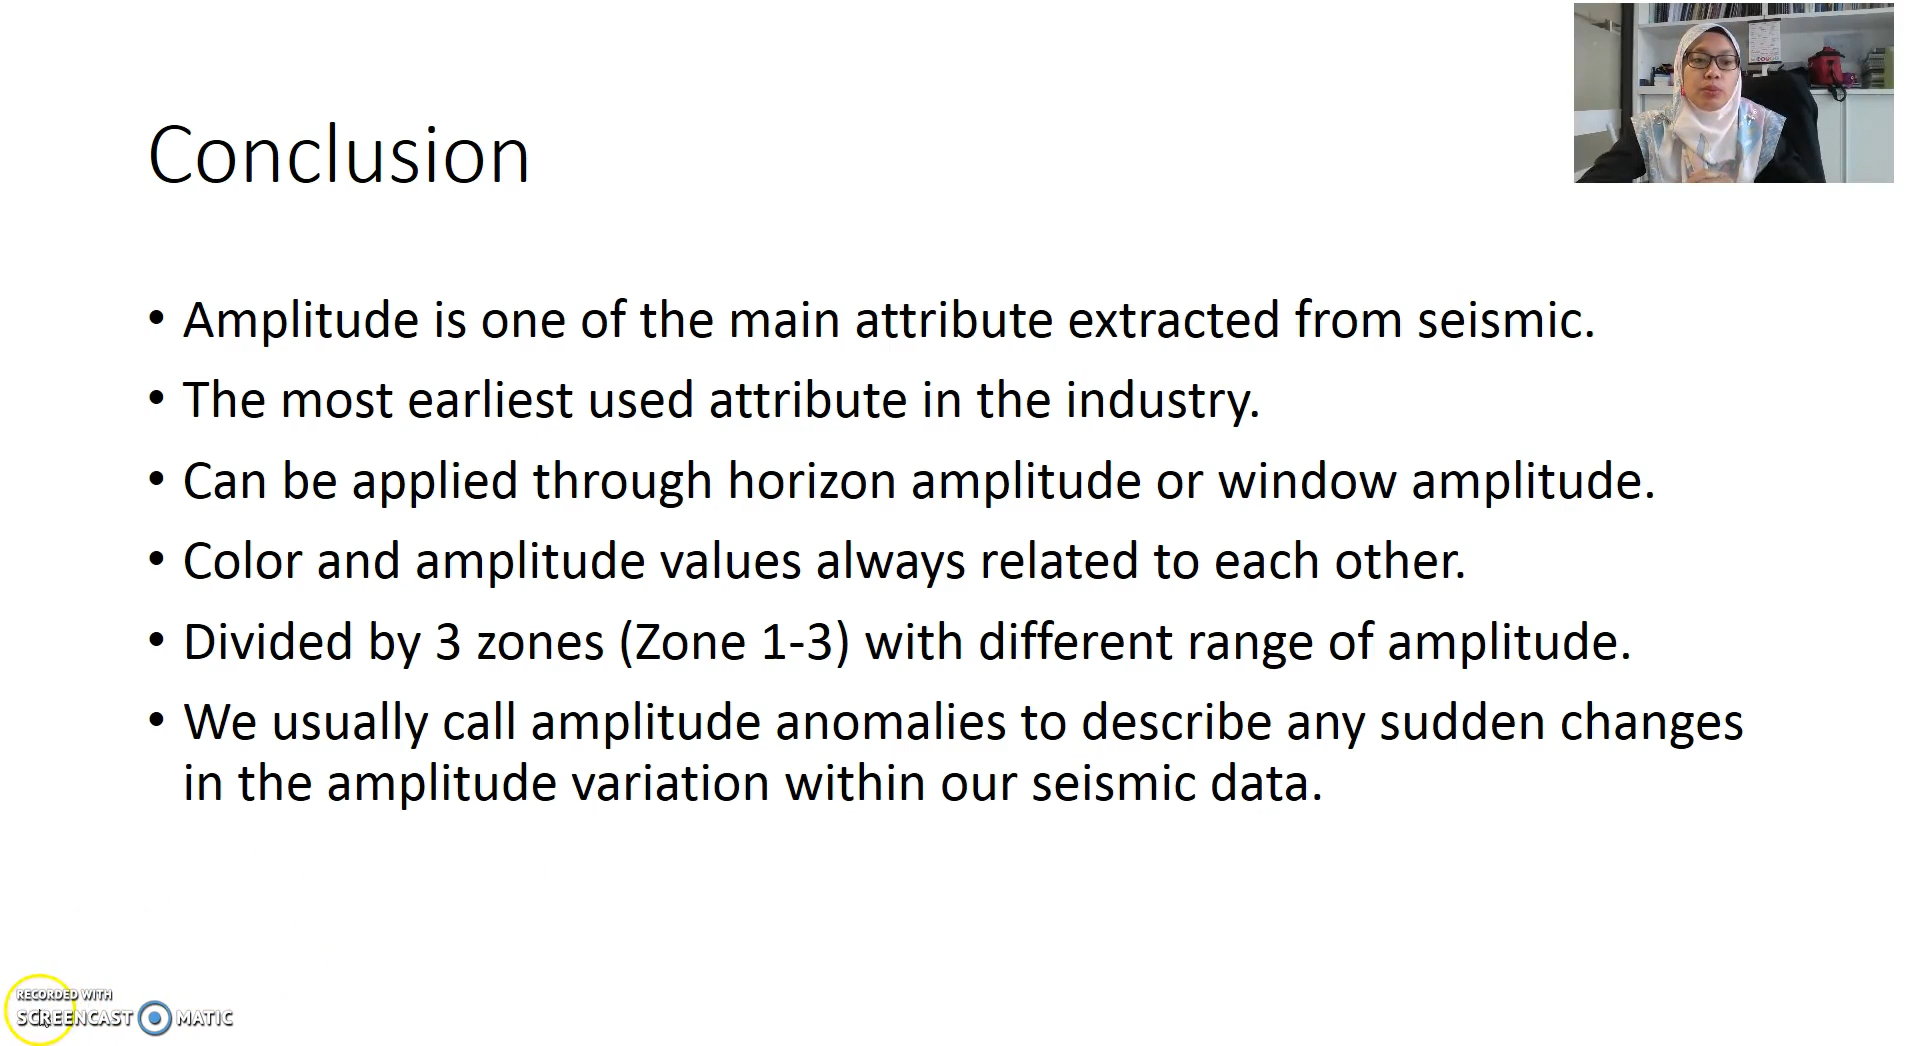 Conclusion
• Amplitude is one of the main attribute extracted from seismic.
• The most earliest used attribute in the industry.
• Can be applied through horizon amplitude or window amplitude.
• Color and amplitude values always related to each other.
• Divided by 3 zones (Zone 1-3) with different range of amplitude.
• We usually call amplitude anomalies to describe any sudden changes
in the amplitude variation within our seismic data.
RECORDED WITH
SCREENCAST MATIC